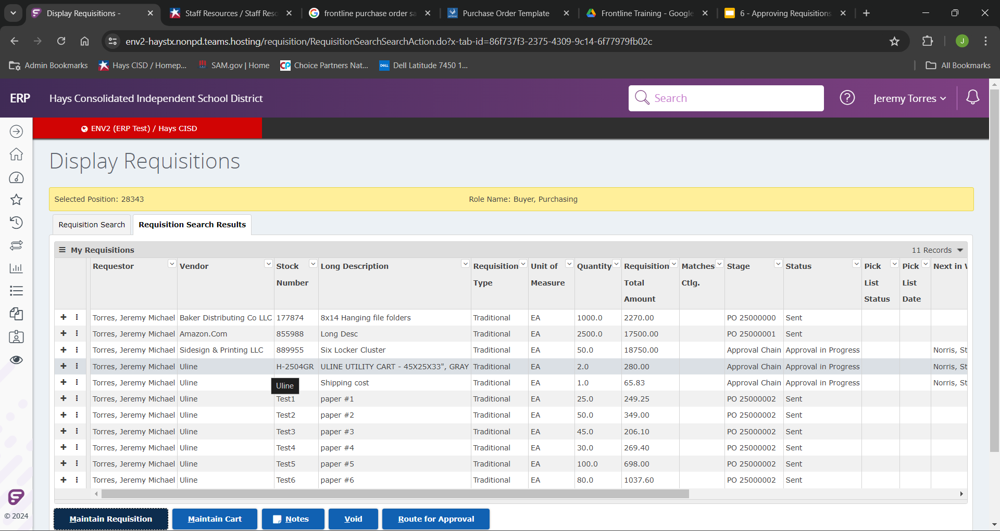 Display Requisitions -
Staff Resources / Staff Reso
frontline purchase order sa
Purchase Order Template
Frontline Training - Google
6 - Approving Requisitions
env2-haystx.nonpd.teams.hosting/requisition/RequisitionSearchSearchAction.do?x-tab-id=86f737f3-2375-4309-9c14-6f77979fb02c
J
Admin Bookmarks
Hays CISD / Homep...
SAM.gov | Home
CP
Choice Partners Nat...
DELL
Dell Latitude 7450 1...
All Bookmarks
ERP
Hays Consolidated Independent School District
Search
Jeremy Torres
ENV2 (ERP Test) / Hays CISD
Display Requisitions
Selected Position: 28343
Role Name: Buyer, Purchasing
Requisition Search
Requisition Search Results
My Requisitions
11 Records
Requestor Vendor Stock Number Long Description Requisition Type Unit of Measure Quantity Requisition Total Amount Matches Ctlg. Stage Status Pick List Status Pick List Date Next in W
Torres, Jeremy Michael Baker Distributing Co LLC 177874 8x14 Hanging file folders Traditional EA 1000.0 2270.00 PO 25000000 Sent
Torres, Jeremy Michael Amazon.Com 855988 Long Desc Traditional EA 2500.0 17500.00 PO 25000001 Sent
Torres, Jeremy Michael Sidesign & Printing LLC 889955 Six Locker Cluster Traditional EA 50.0 18750.00 Approval Chain Approval in Progress Norris, St
Torres, Jeremy Michael Uline H-2504GR ULINE UTILITY CART - 45X25X33", GRAY Traditional EA 2.0 280.00 Approval Chain Approval in Progress Norris, St
Torres, Jeremy Michael Uline Shipping cost Traditional EA 1.0 65.83 Approval Chain Approval in Progress Norris, St
Uline
Torres, Jeremy Michael Uline Test1 paper #1 Traditional EA 25.0 249.25 PO 25000002 Sent
Torres, Jeremy Michael Uline Test2 paper #2 Traditional EA 50.0 349.00 PO 25000002 Sent
Torres, Jeremy Michael Uline Test3 paper #3 Traditional EA 45.0 206.10 PO 25000002 Sent
Torres, Jeremy Michael Uline Test4 paper #4 Traditional EA 30.0 269.40 PO 25000002 Sent
Torres, Jeremy Michael Uline Test5 paper #5 Traditional EA 100.0 698.00 PO 25000002 Sent
Torres, Jeremy Michael Uline Test6 paper #6 Traditional EA 80.0 1037.60 PO 25000002 Sent
© 2024
Maintain Requisition
Maintain Cart
Notes
Void
Route for Approval